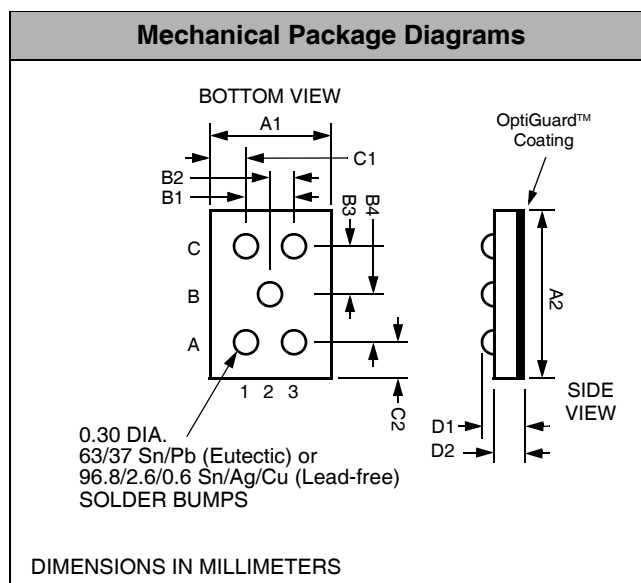 Mechanical Package Diagrams
BOTTOM VIEW
A1
OptiGuard™
Coating
C1
B2
B1
B3
B4
C
B
A
A2
1 2 3
C2
SIDE
VIEW
D1
D2
0.30 DIA.
63/37 Sn/Pb (Eutectic) or
96.8/2.6/0.6 Sn/Ag/Cu (Lead-free)
SOLDER BUMPS
DIMENSIONS IN MILLIMETERS